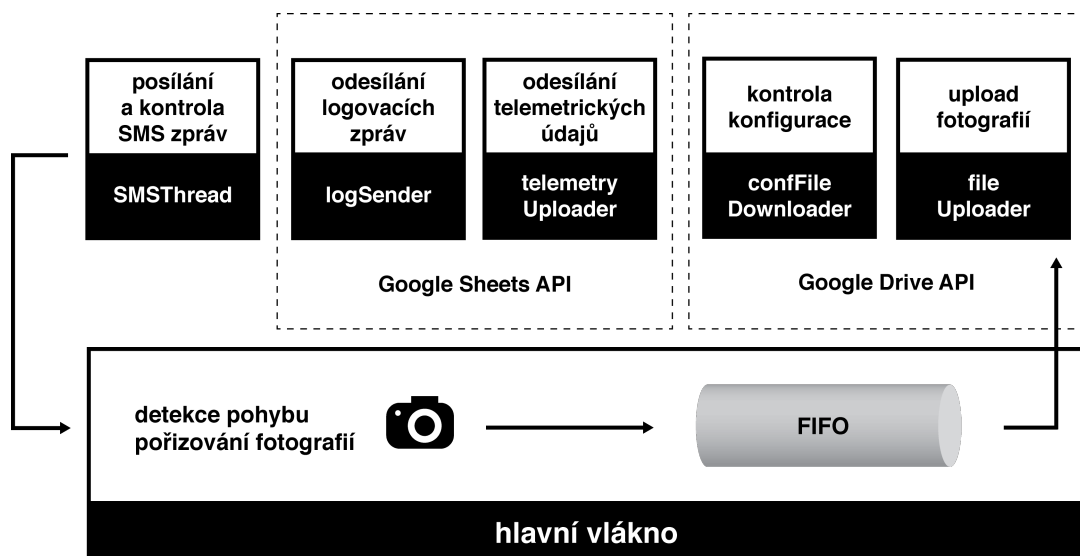 posílání
a kontrola
SMS zpráv
SMSThread
odesílání
logovacích
zpráv
logSender
odesílání
telemetrických
údajů
telemetry
Uploader
Google Sheets API
kontrola
konfigurace
confFile
Downloader
upload
fotografií
file
Uploader
Google Drive API
detekce pohybu
pořizování fotografií
FIFO
hlavní vlákno